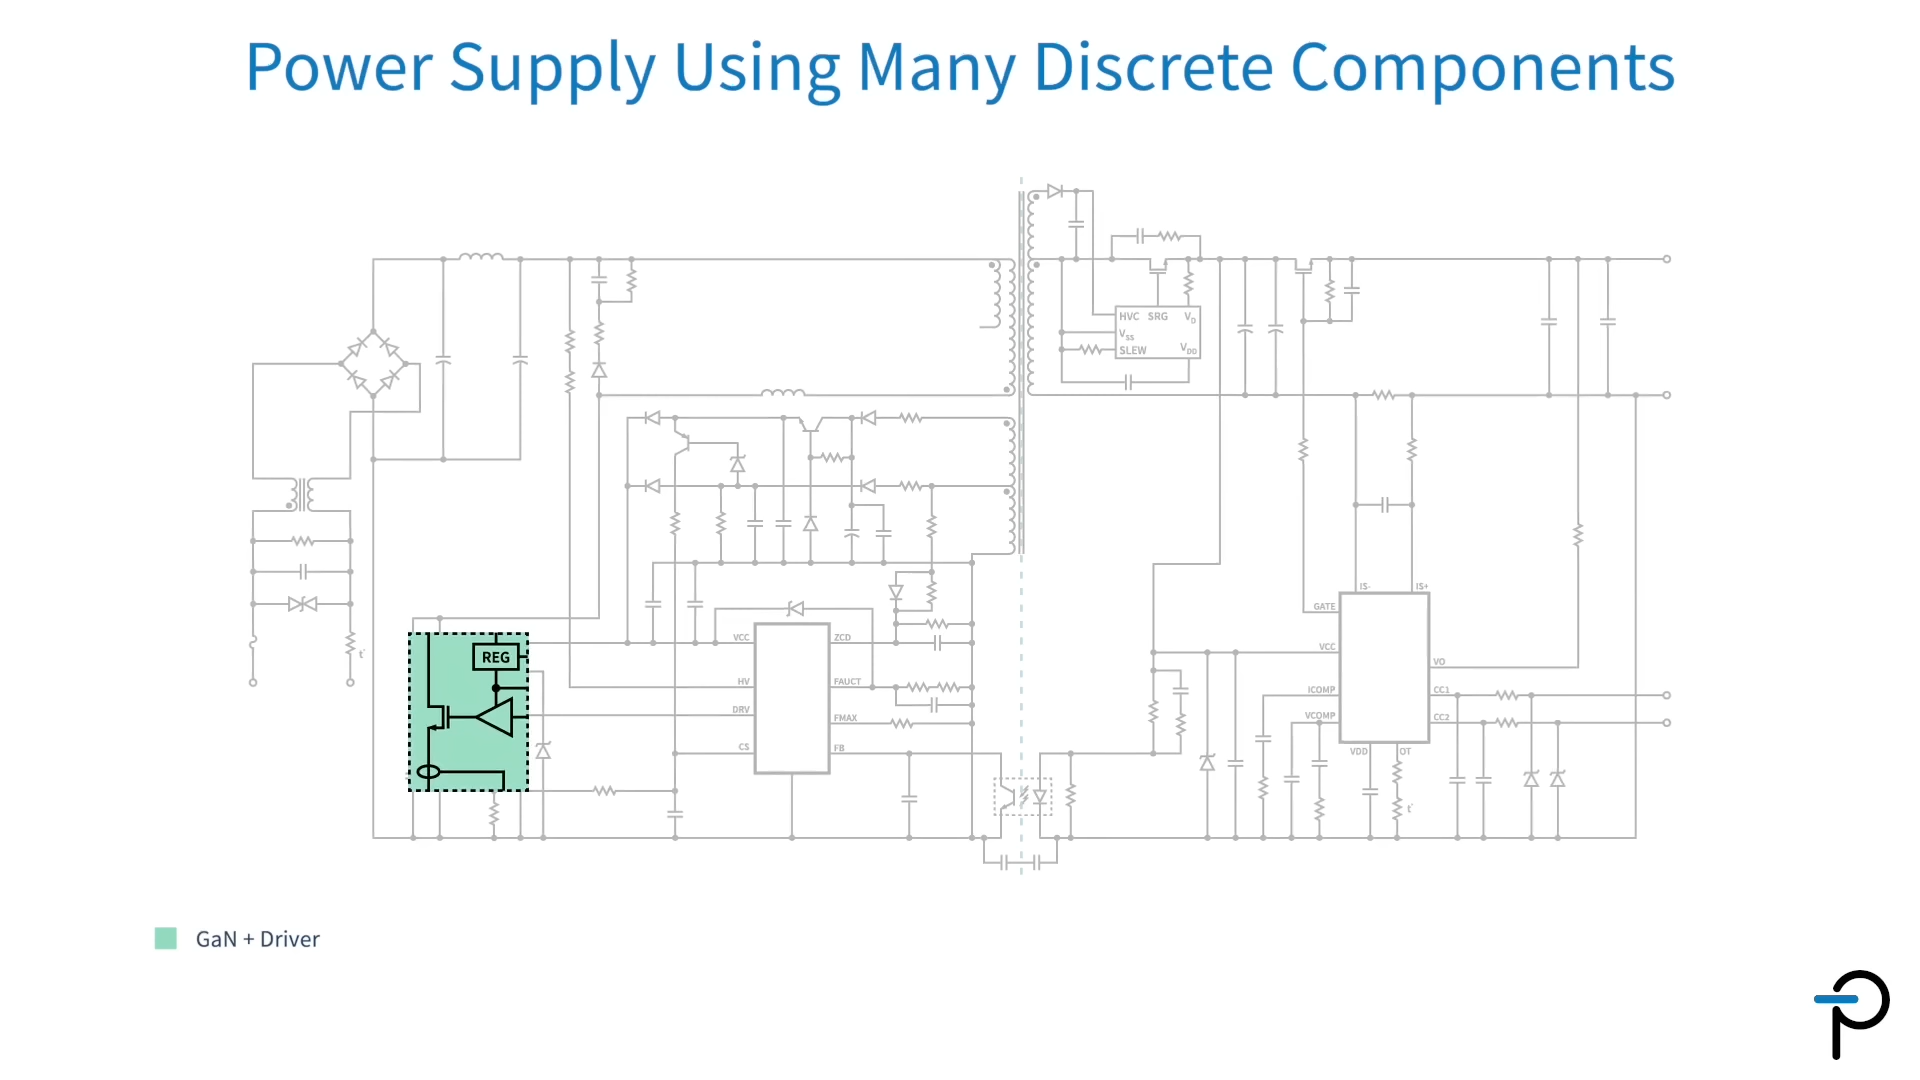 Power Supply Using Many Discrete Components
HVC SRG VD
VSS
SLEW VDD
IS- IS+
GATE
VCC ZCD
VCC
REG
VO
HV FAUCT
ICOMP CC1
DRV
FMAX
VCOMP CC2
CS FB
VDD OT
t°
t°
GaN + Driver